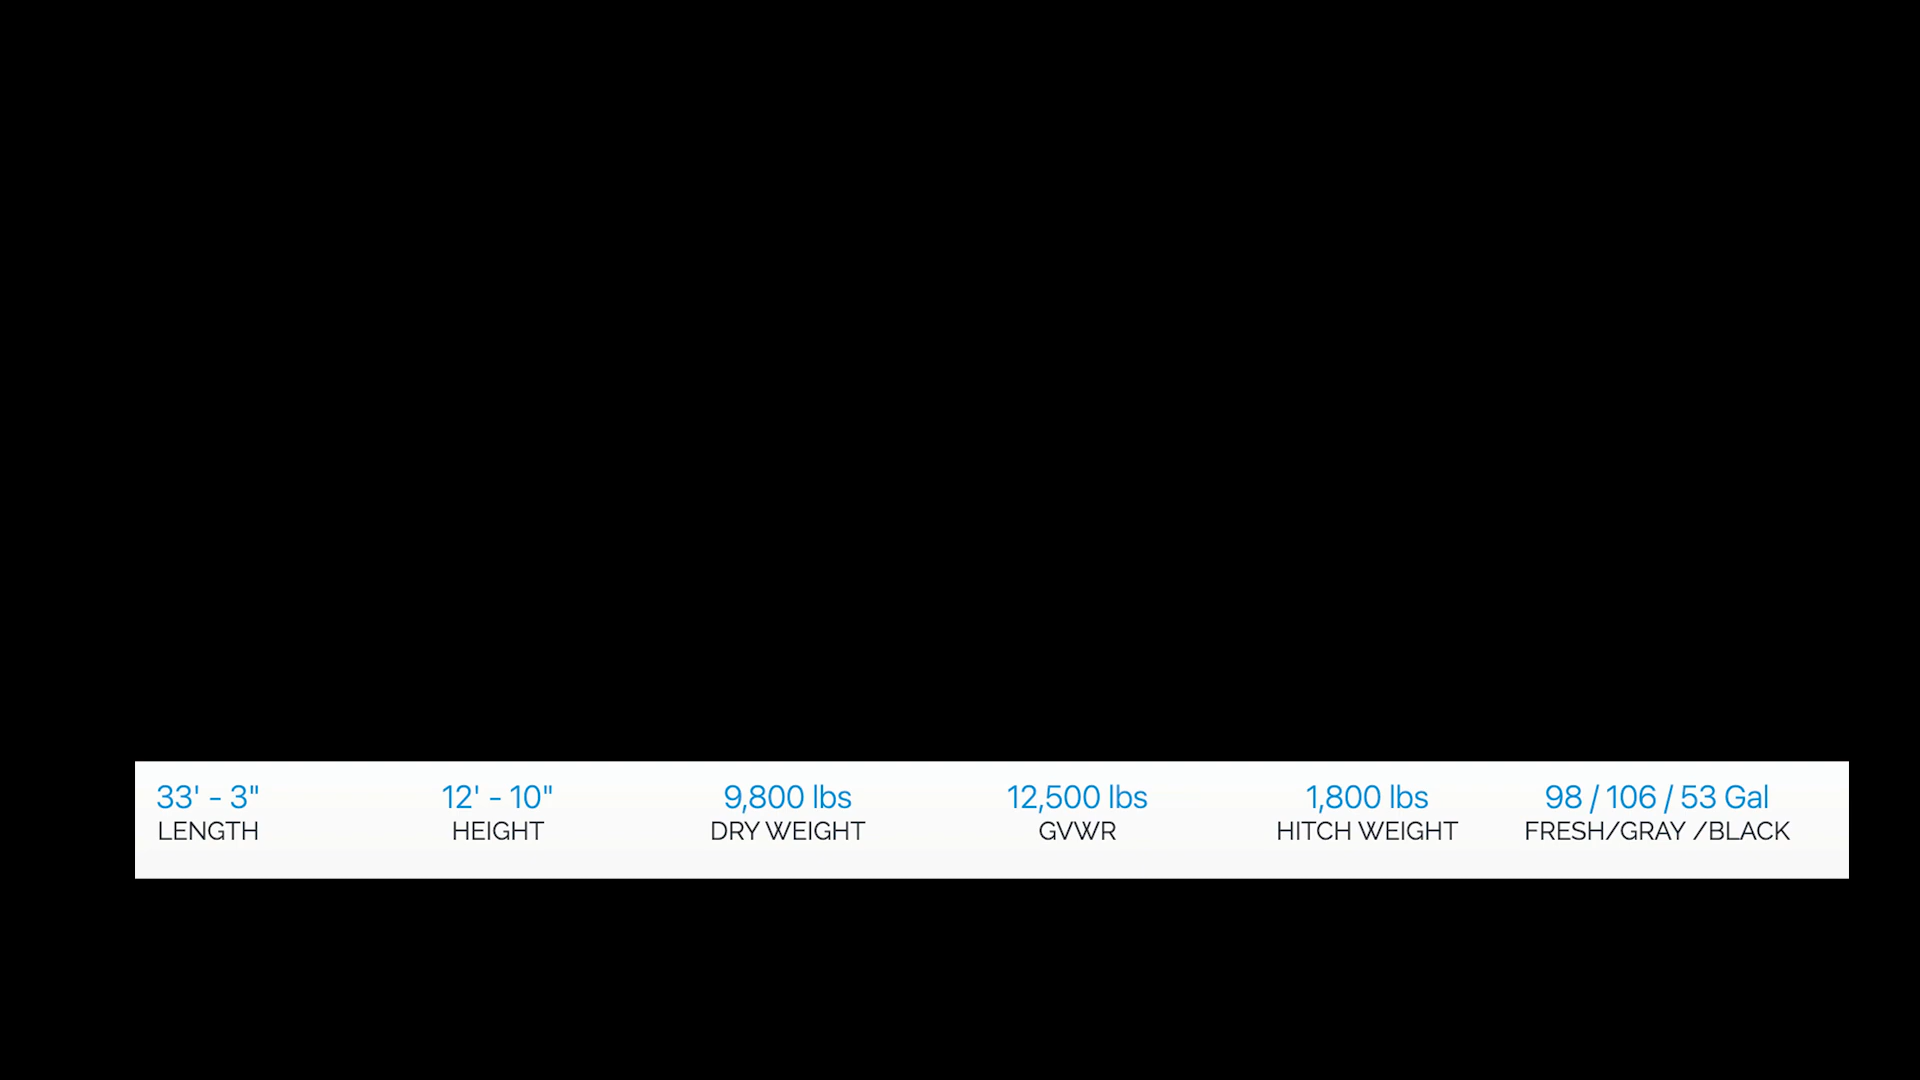 33' - 3" 12' - 10" 9,800 lbs 12,500 lbs 1,800 lbs 98 / 106 / 53 Gal
LENGTH HEIGHT DRY WEIGHT GVWR HITCH WEIGHT FRESH/GRAY /BLACK